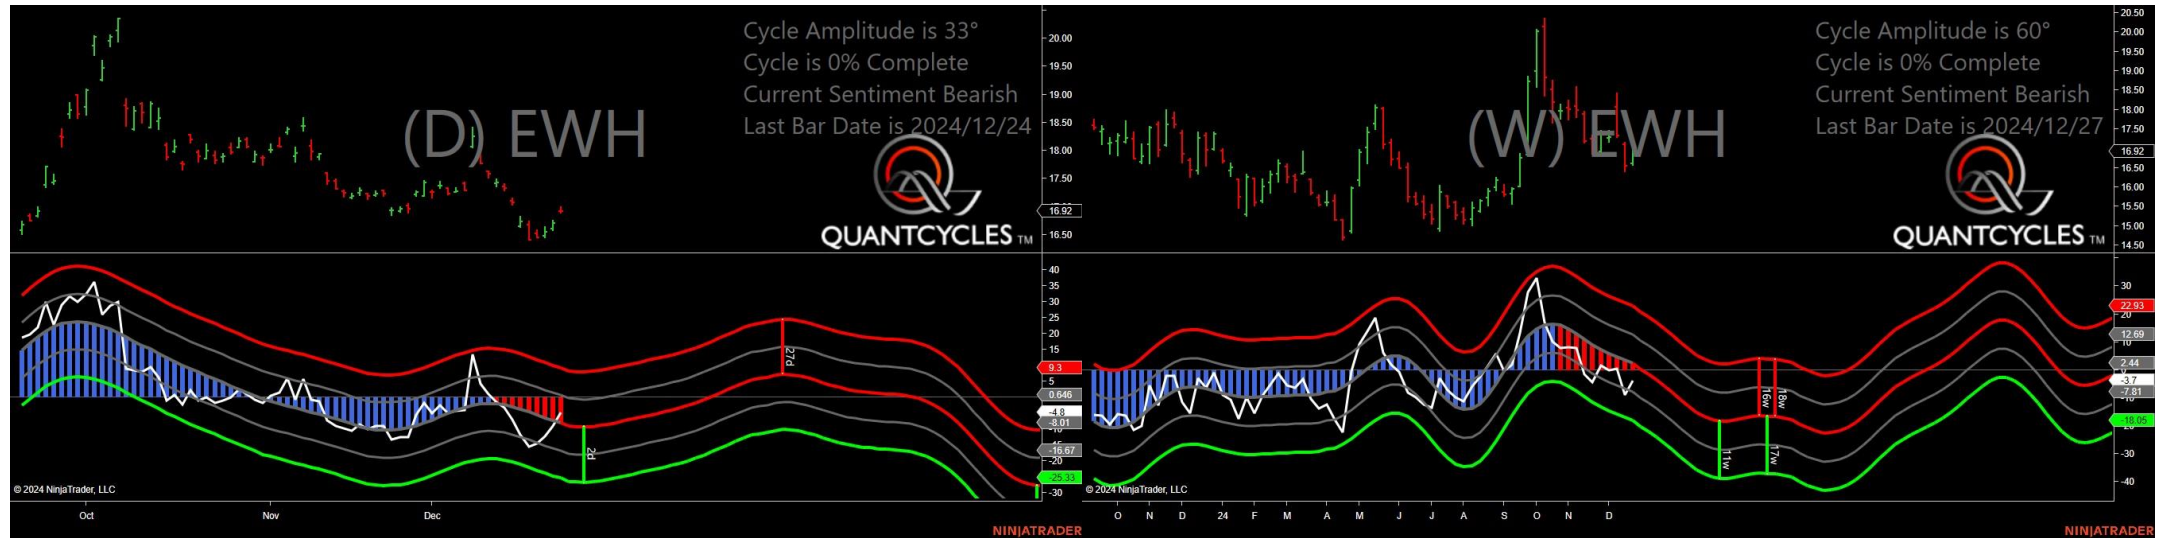 Cycle Amplitude is 33°
Cycle is 0% Complete
Current Sentiment Bearish
Last Bar Date is 2024/12/24
(D) EWH
QUANTCYCLES TM
20.00
19.50
19.00
18.50
18.00
17.50
16.92
16.50
40
35
30
25
20
15
9.3
5
0.646
-4.8
-8.01
-16.67
-20
-25.33
-30
27d
2d
© 2024 NinjaTrader, LLC
Oct Nov Dec
NINJATRADER
Cycle Amplitude is 60°
Cycle is 0% Complete
Current Sentiment Bearish
Last Bar Date is 2024/12/27
(W) EWH
QUANTCYCLES TM
20.50
20.00
19.50
19.00
18.50
18.00
17.50
16.92
16.50
16.00
15.50
15.00
14.50
30
22.93
20
12.69
10
2.44
-3.7
-7.81
-18.05
-30
-40
11w
16w
17w
18w
© 2024 NinjaTrader, LLC
O N D 24 F M A M J J A S O N D
NINJATRADER